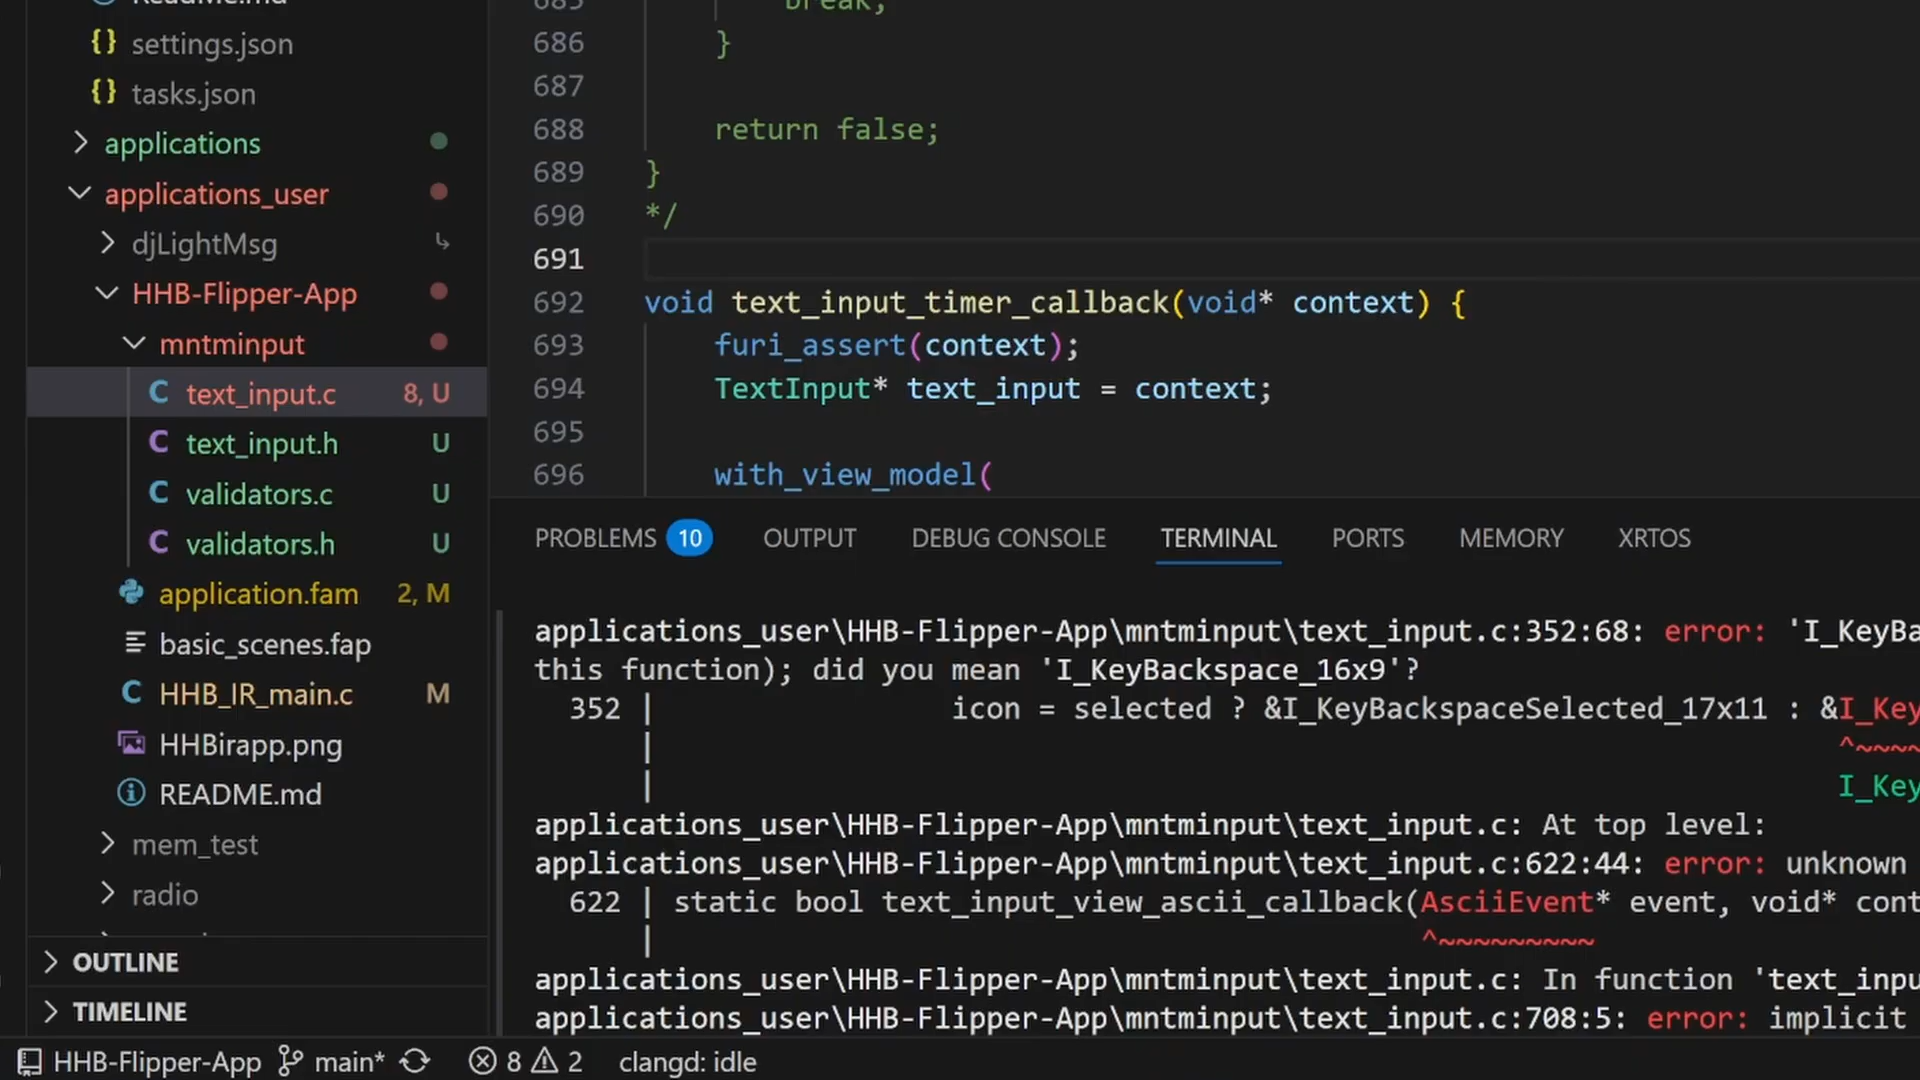 Readme.md
settings.json
tasks.json
applications
applications_user
djLightMsg
HHB-Flipper-App
mntminput
text_input.c 8, U
text_input.h U
validators.c U
validators.h U
application.fam 2, M
basic_scenes.fap
HHB_IR_main.c M
HHBirapp.png
README.md
mem_test
radio
OUTLINE
TIMELINE
685 break;
686 }
687
688 return false;
689 }
690 */
691
692 void text_input_timer_callback(void* context) {
693 furi_assert(context);
694 TextInput* text_input = context;
695
696 with_view_model(
PROBLEMS 10 OUTPUT DEBUG CONSOLE TERMINAL PORTS MEMORY XRTOS
applications_user\HHB-Flipper-App\mntminput\text_input.c:352:68: error: 'I_KeyBa
this function); did you mean 'I_KeyBackspace_16x9'?
352 | icon = selected ? &I_KeyBackspaceSelected_17x11 : &I_Key
| ^~~~~
| I_Key
applications_user\HHB-Flipper-App\mntminput\text_input.c: At top level:
applications_user\HHB-Flipper-App\mntminput\text_input.c:622:44: error: unknown
622 | static bool text_input_view_ascii_callback(AsciiEvent* event, void* cont
| ^~~~~~~~~~
applications_user\HHB-Flipper-App\mntminput\text_input.c: In function 'text_inpu
applications_user\HHB-Flipper-App\mntminput\text_input.c:708:5: error: implicit
HHB-Flipper-App main* 8 2 clangd: idle